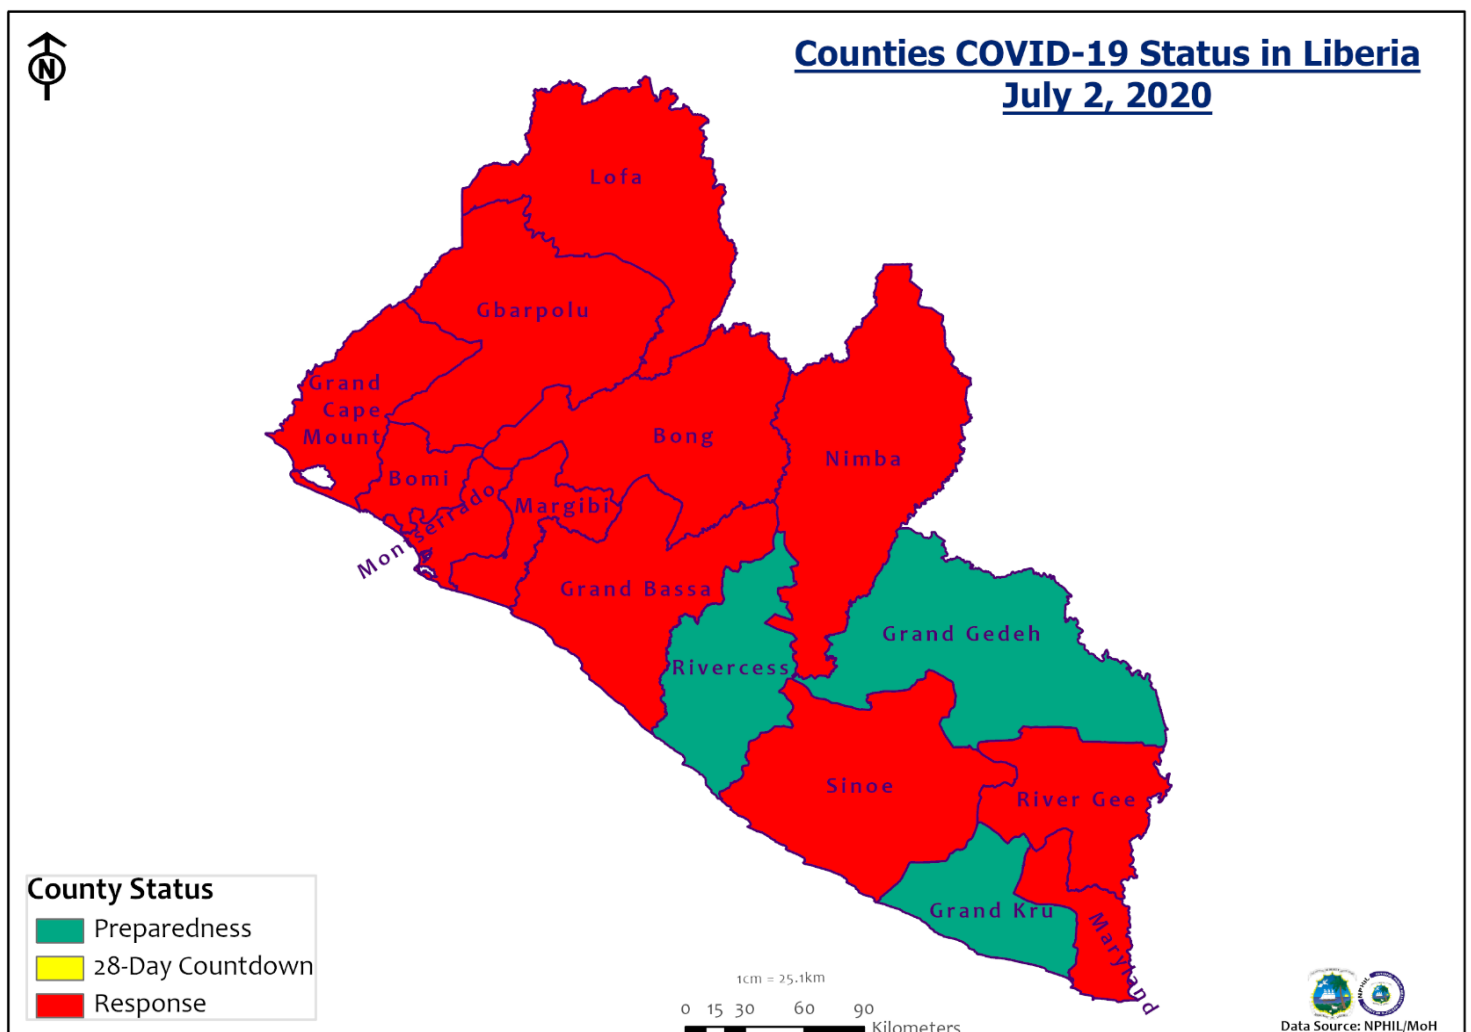 N
Counties COVID-19 Status in Liberia
July 2, 2020
Lofa
Gbarpolu
Grand
Cape
Mount
Bong
Nimba
Bomi
Margibi
Montserrado
Grand Bassa
Grand Gedeh
Rivercess
Sinoe
River Gee
Grand Kru
Maryland
County Status
Preparedness
28-Day Countdown
Response
1cm = 25.1km
0 15 30 60 90
Kilometers
NPHIL
Data Source: NPHIL/MoH